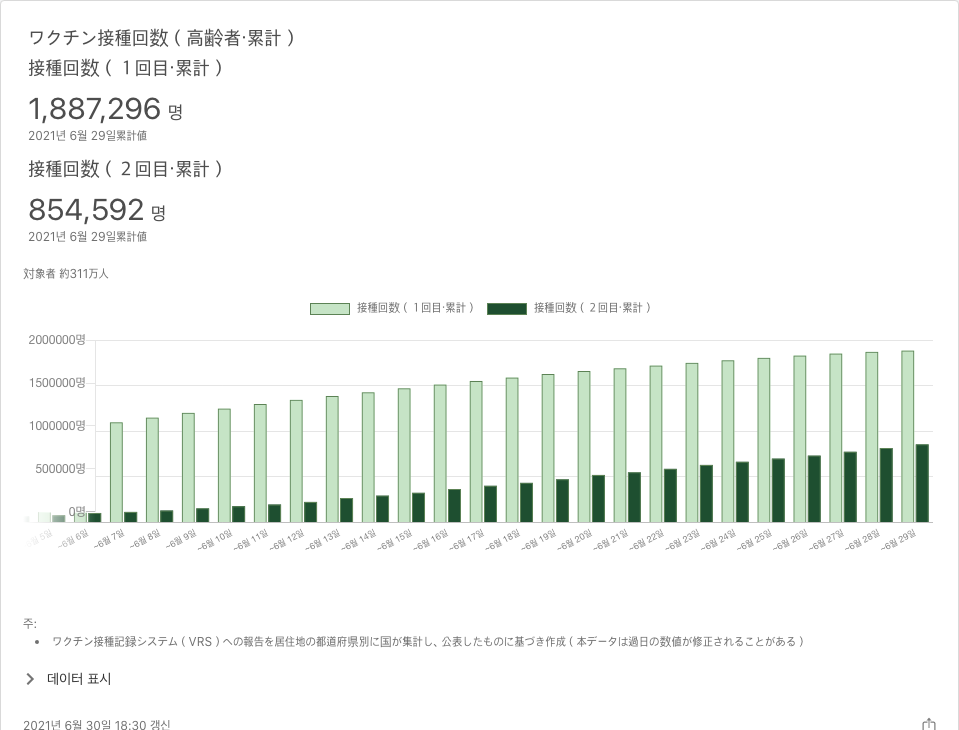 ワクチン接種回数（高齢者·累計）
接種回数（１回目·累計）
1,887,296 명
2021년 6월 29일累計値
接種回数（２回目·累計）
854,592 명
2021년 6월 29일累計値
対象者 約311万人
接種回数（１回目·累計） 接種回数（２回目·累計）
2000000명
1500000명
1000000명
500000명
0명
~6월 6일 ~6월 7일 ~6월 8일 ~6월 9일 ~6월 10일 ~6월 11일 ~6월 12일 ~6월 13일 ~6월 14일 ~6월 15일 ~6월 16일 ~6월 17일 ~6월 18일 ~6월 19일 ~6월 20일 ~6월 21일 ~6월 22일 ~6월 23일 ~6월 24일 ~6월 25일 ~6월 26일 ~6월 27일 ~6월 28일 ~6월 29일
주:
• ワクチン接種記録システム（VRS）への報告を居住地の都道府県別に国が集計し、公表したものに基づき作成（本データは過日の数値が修正されることがある）
데이터 표시
2021년 6월 30일 18:30 갱신